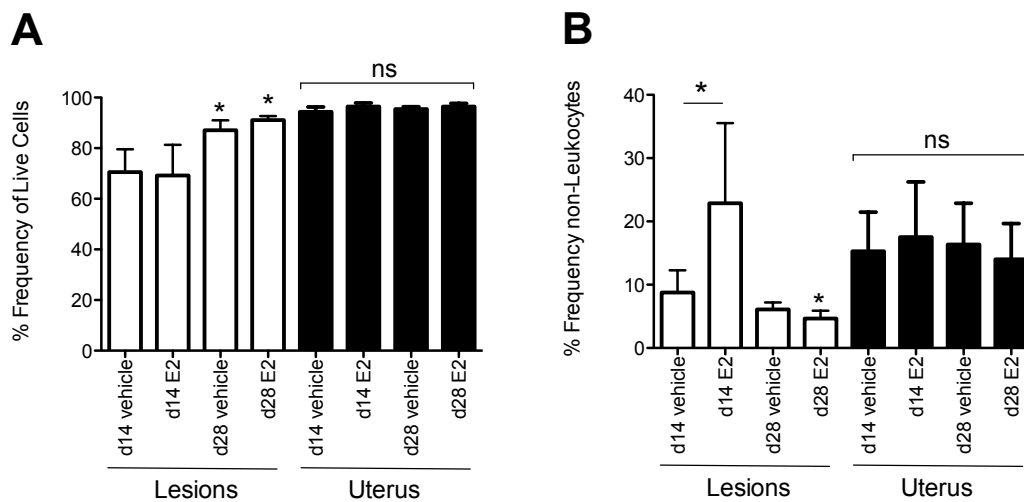 A
% Frequency of Live Cells
100
80
60
40
20
0
*
*
ns
d14 vehicle
d14 E2
d28 vehicle
d28 E2
d14 vehicle
d14 E2
d28 vehicle
d28 E2
Lesions
Uterus
B
% Frequency non-Leukocytes
40
30
20
10
0
*
*
ns
d14 vehicle
d14 E2
d28 vehicle
d28 E2
d14 vehicle
d14 E2
d28 vehicle
d28 E2
Lesions
Uterus